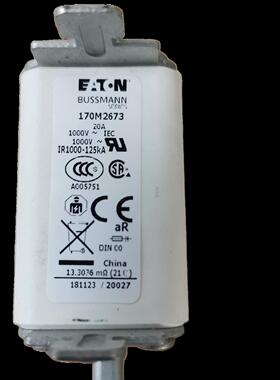 EATON
BUSSMANN
SERIES
170M2673
20A
1000V ~ IEC
1000V ~
IR1000-125kA
A005751
aR
DIN 00
China
13.3036 mΩ (21C)
181123 / 20027